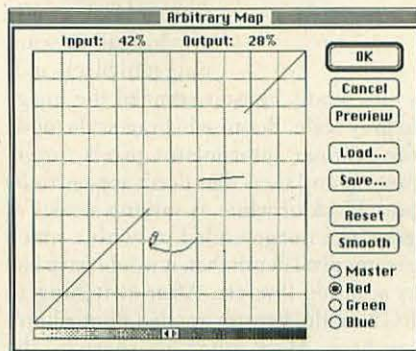 Arbitrary Map
Input: 42% Output: 28%
OK
Cancel
Preview
Load...
Save...
Reset
Smooth
Master
Red
Green
Blue